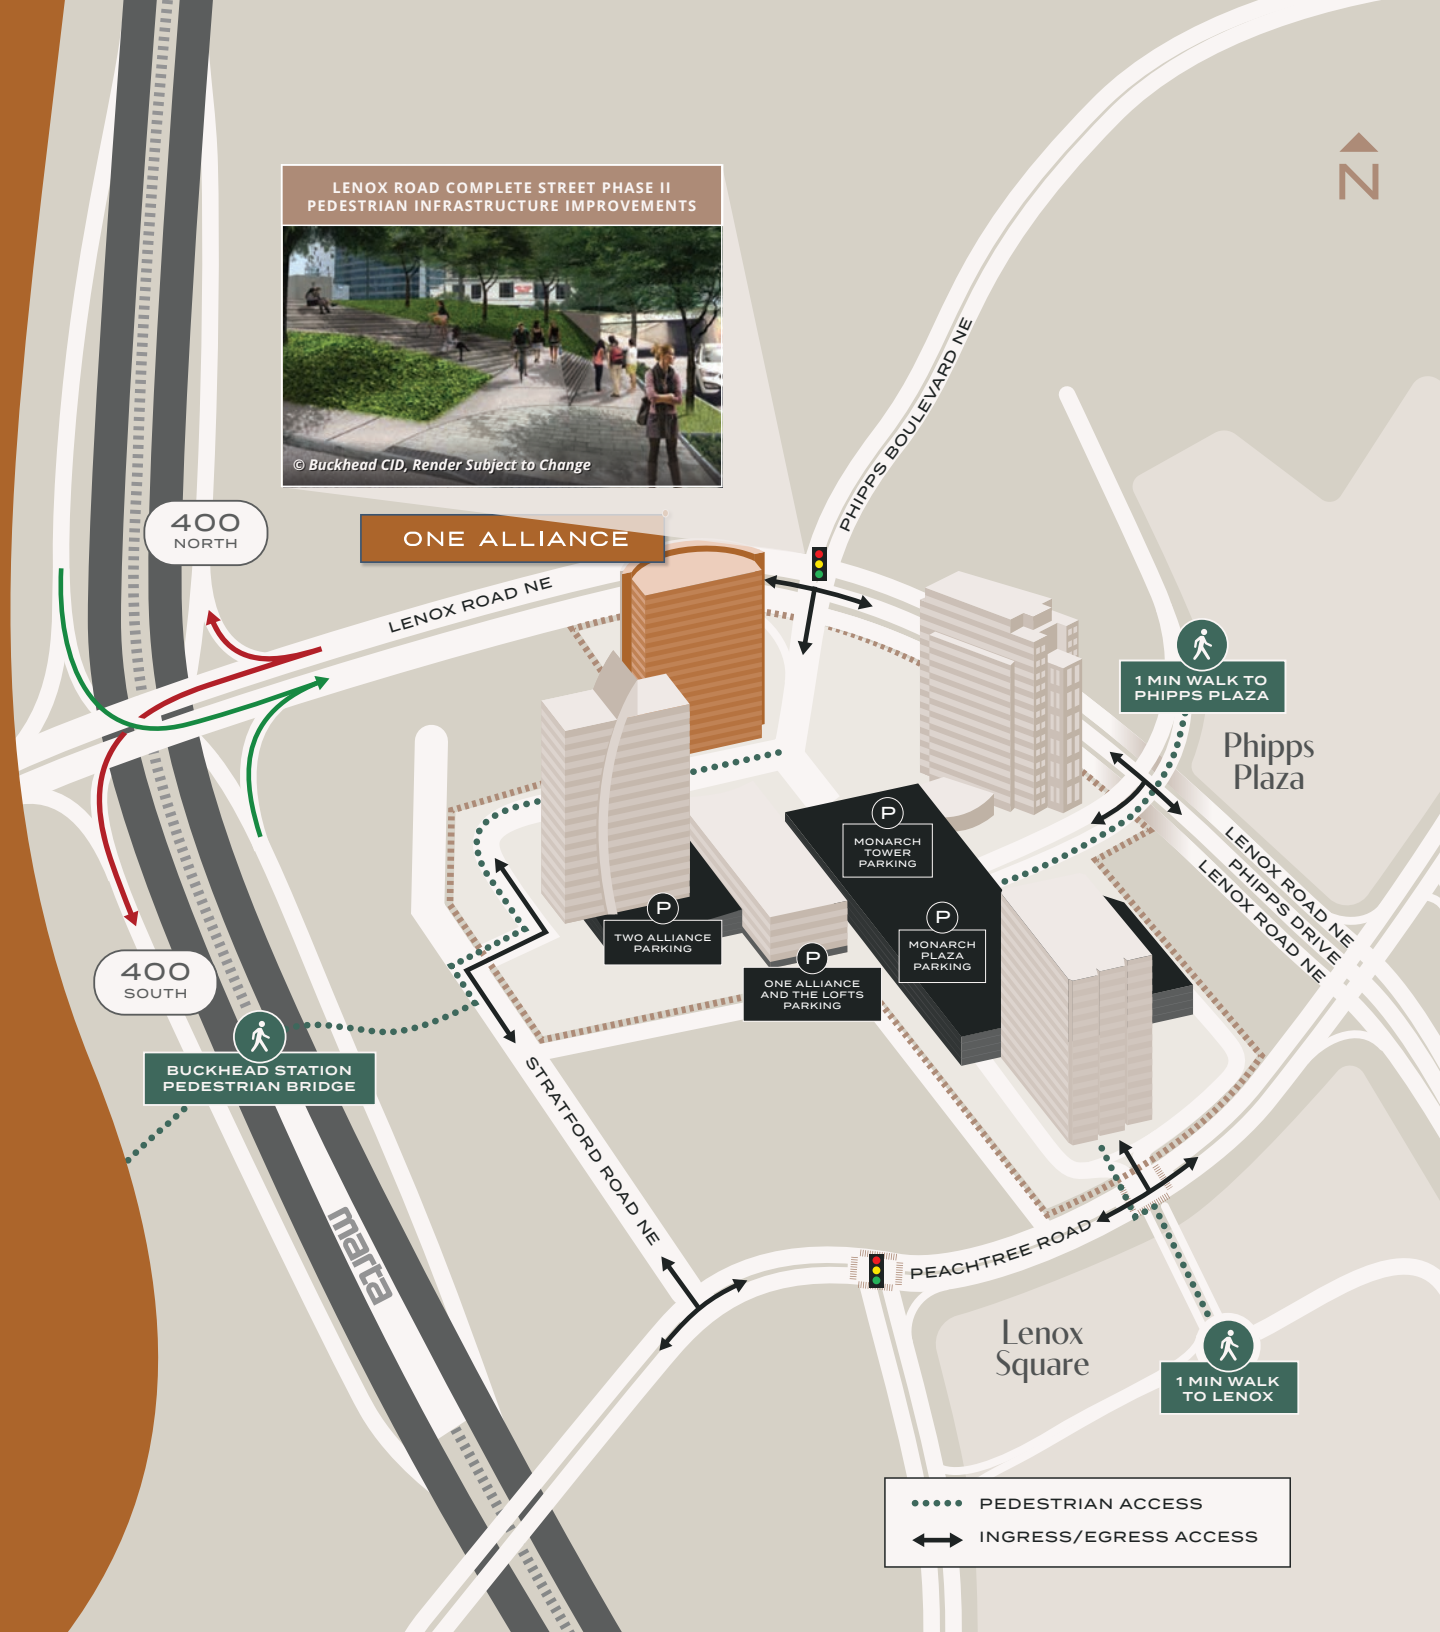 LENOX ROAD COMPLETE STREET PHASE II
PEDESTRIAN INFRASTRUCTURE IMPROVEMENTS
© Buckhead CID, Render Subject to Change
N
PHIPPS BOULEVARD NE
400
NORTH
ONE ALLIANCE
LENOX ROAD NE
1 MIN WALK TO
PHIPPS PLAZA
Phipps
Plaza
P
MONARCH
TOWER
PARKING
LENOX ROAD NE
PHIPPS DRIVE
LENOX ROAD NE
P
TWO ALLIANCE
PARKING
P
MONARCH
PLAZA
PARKING
P
ONE ALLIANCE
AND THE LOFTS
PARKING
400
SOUTH
BUCKHEAD STATION
PEDESTRIAN BRIDGE
STRATFORD ROAD NE
marta
PEACHTREE ROAD
Lenox
Square
1 MIN WALK
TO LENOX
PEDESTRIAN ACCESS
INGRESS/EGRESS ACCESS